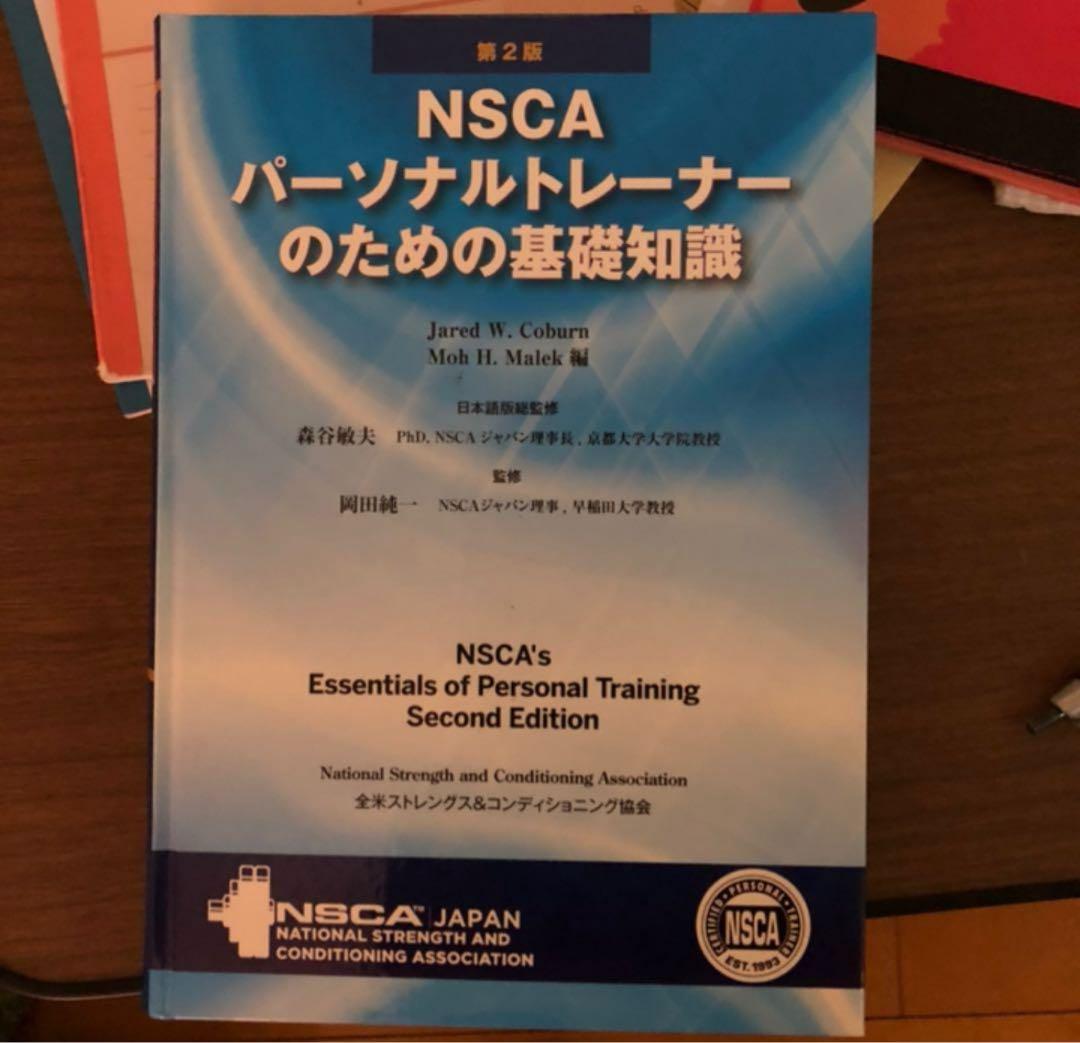 第2版
NSCA
パーソナルトレーナー
のための基礎知識
Jared W. Coburn
Moh H. Malek 編
日本語版総監修
森谷敏夫 PhD, NSCA ジャパン理事長, 京都大学大学院教授
監修
岡田純一 NSCAジャパン理事, 早稲田大学教授
NSCA's
Essentials of Personal Training
Second Edition
National Strength and Conditioning Association
全米ストレングス&コンディショニング協会
NSCA™ JAPAN
NATIONAL STRENGTH AND
CONDITIONING ASSOCIATION
CERTIFIED • PERSONAL • TRAINER
NSCA
EST. 1993